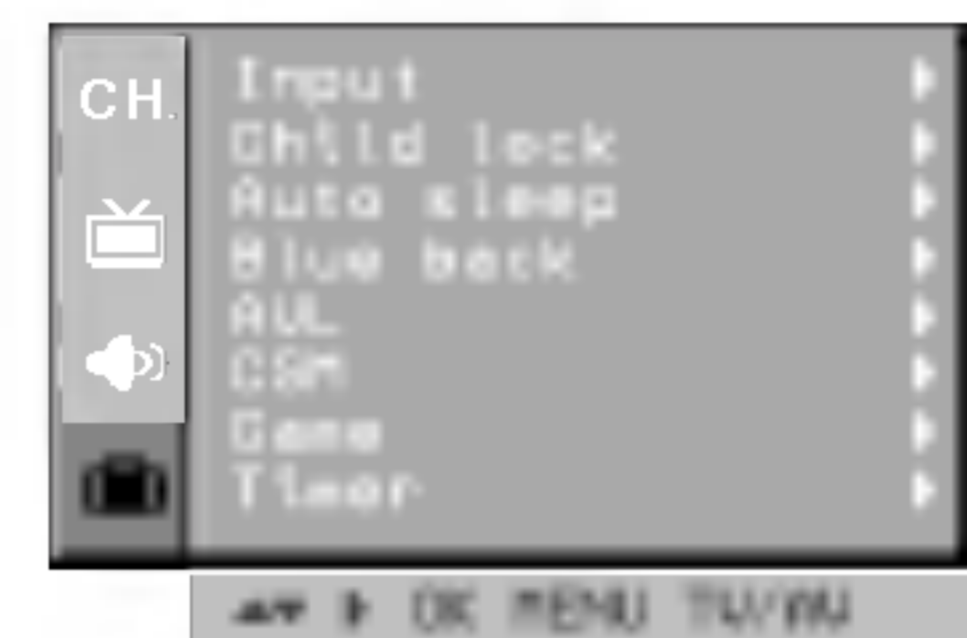 CH.
Input
Child lock
Auto sleep
Blue back
AVL
CSM
Game
Timer
OK MENU TV/AV